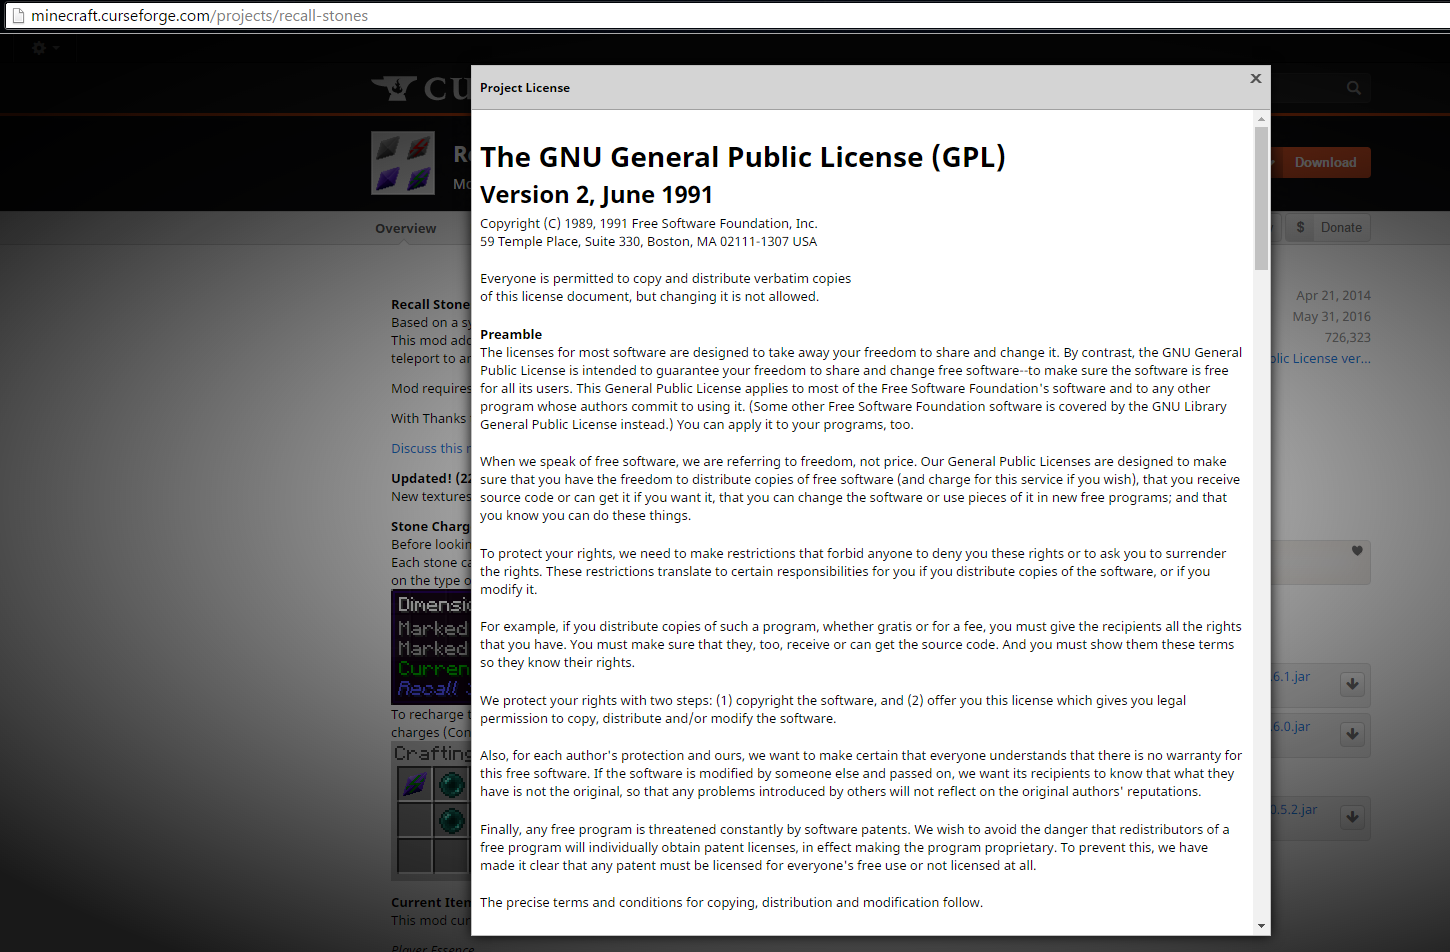 minecraft.curseforge.com/projects/recall-stones
Project License
Download
Overview
$ Donate
The GNU General Public License (GPL)
Version 2, June 1991
Copyright (C) 1989, 1991 Free Software Foundation, Inc.
59 Temple Place, Suite 330, Boston, MA 02111-1307 USA
Everyone is permitted to copy and distribute verbatim copies
of this license document, but changing it is not allowed.
Preamble
The licenses for most software are designed to take away your freedom to share and change it. By contrast, the GNU General
Public License is intended to guarantee your freedom to share and change free software--to make sure the software is free
for all its users. This General Public License applies to most of the Free Software Foundation's software and to any other
program whose authors commit to using it. (Some other Free Software Foundation software is covered by the GNU Library
General Public License instead.) You can apply it to your programs, too.
When we speak of free software, we are referring to freedom, not price. Our General Public Licenses are designed to make
sure that you have the freedom to distribute copies of free software (and charge for this service if you wish), that you receive
source code or can get it if you want it, that you can change the software or use pieces of it in new free programs; and that
you know you can do these things.
To protect your rights, we need to make restrictions that forbid anyone to deny you these rights or to ask you to surrender
the rights. These restrictions translate to certain responsibilities for you if you distribute copies of the software, or if you
modify it.
For example, if you distribute copies of such a program, whether gratis or for a fee, you must give the recipients all the rights
that you have. You must make sure that they, too, receive or can get the source code. And you must show them these terms
so they know their rights.
We protect your rights with two steps: (1) copyright the software, and (2) offer you this license which gives you legal
permission to copy, distribute and/or modify the software.
Also, for each author's protection and ours, we want to make certain that everyone understands that there is no warranty for
this free software. If the software is modified by someone else and passed on, we want its recipients to know that what they
have is not the original, so that any problems introduced by others will not reflect on the original authors' reputations.
Finally, any free program is threatened constantly by software patents. We wish to avoid the danger that redistributors of a
free program will individually obtain patent licenses, in effect making the program proprietary. To prevent this, we have
made it clear that any patent must be licensed for everyone's free use or not licensed at all.
The precise terms and conditions for copying, distribution and modification follow.
Recall Stone
Based on a
This mod
teleport to
Mod requires
With Thanks
Discuss this
Updated! (22
New textures
Stone Charg
Before
Each stone
on the type
Marked
Marked
Recall
To recharge
charges (Con
Crafting
Current Iten
This mod
Player Essence
Apr 21, 2014
May 31, 2016
726,323
License ver...
6.1.jar
6.0.jar
0.5.2.jar